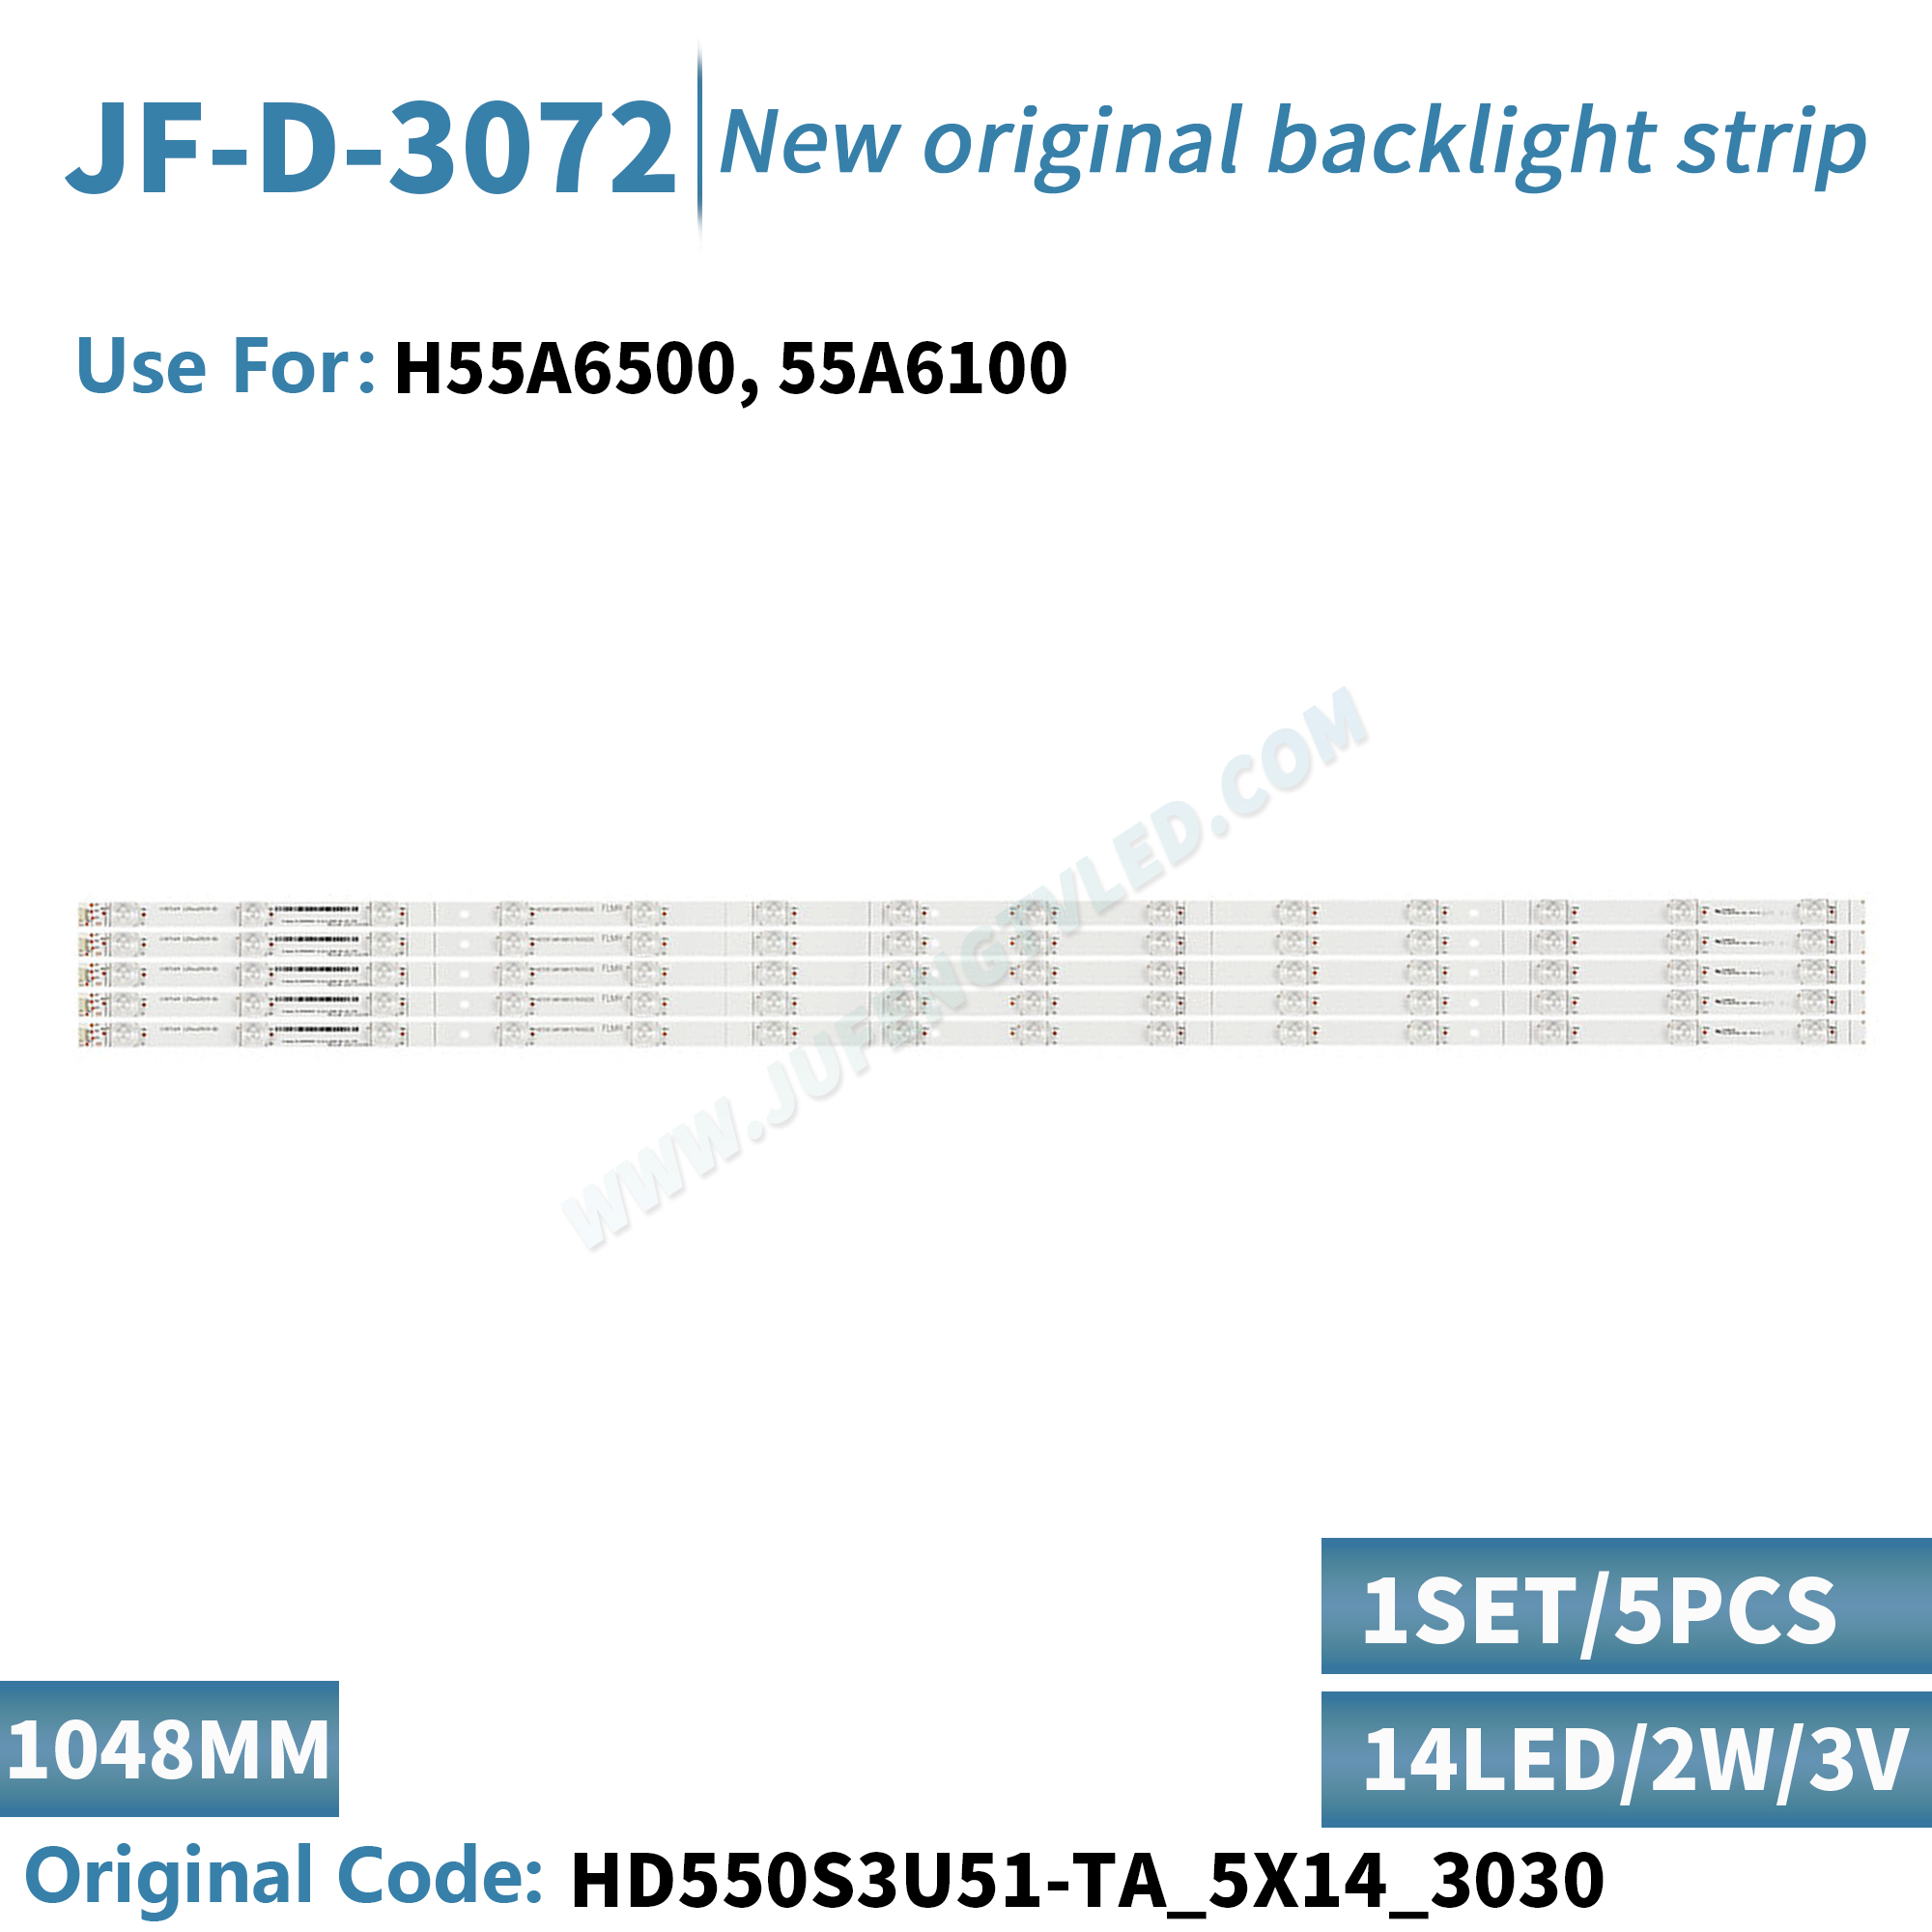 JF-D-3072
New original backlight strip
Use For: H55A6500, 55A6100
WWW.JUFENGTVLED.COM
1SET/5PCS
1048MM
14LED/2W/3V
Original Code: HD550S3U51-TA_5X14_3030